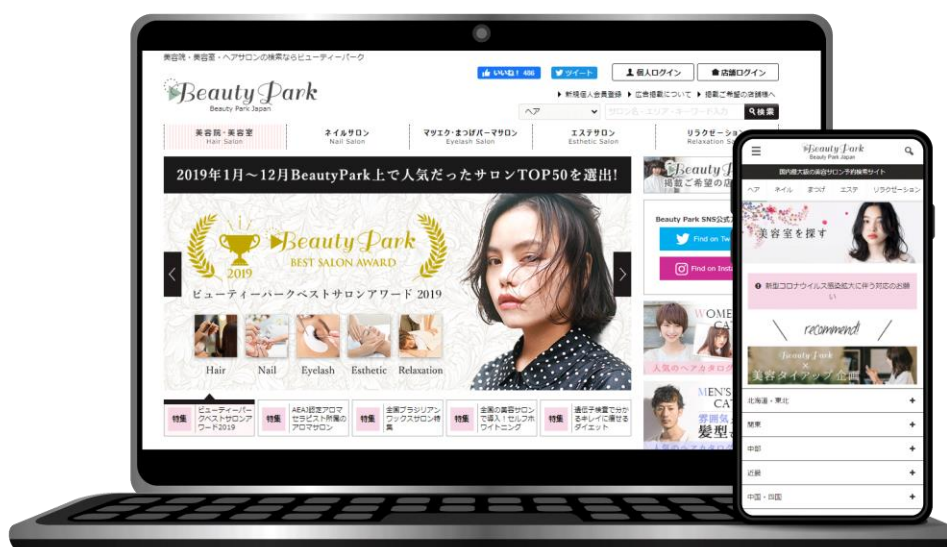 美容院・美容室・ヘアサロンの検索ならビューティーパーク
Beauty Park
Beauty Park Japan
いいね! 486
ツイート
個人ログイン
店舗ログイン
新規個人会員登録
広告掲載について
掲載ご希望の店舗様へ
ヘア
サロン名・エリア・キーワード入力
検索
美容院・美容室
Hair Salon
ネイルサロン
Nail Salon
マツエク・まつげパーマサロン
Eyelash Salon
エステサロン
Esthetic Salon
リラクゼーショ
Relaxation S
2019年1月～12月BeautyPark上で人気だったサロンTOP50を選出!
2019
Beauty Park
BEST SALON AWARD
ビューティーパークベストサロンアワード 2019
Hair
Nail
Eyelash
Esthetic
Relaxation
特集
ビューティーパー
クベストサロンア
ワード2019
特集
AEAJ認定アロマ
セラピスト所属の
アロマサロン
特集
全国ブラジリアン
ワックスサロン特
集
特集
全国の美容サロン
で導入!セルフホ
ワイトニング
特集
遺伝子検査で分か
るキレイに痩せる
ダイエット
Beauty
掲載ご希望の店
Beauty Park SNS公式
Find on Tw
Find on Insta
WOME
CA
人気のヘアカタログ
MEN'S
CA
雰囲気
髪型
人気のヘアカタログ
Beauty Park
Beauty Park Japan
国内最大級の美容サロン予約検索サイト
ヘア
ネイル
まつげ
エステ
リラクゼーション
美容室を探す
新型コロナウイルス感染拡大に伴う対応のお願
い
recommend!
Beauty Park
×
美容タイアップ企画
北海道・東北
関東
中部
近畿
中国・四国